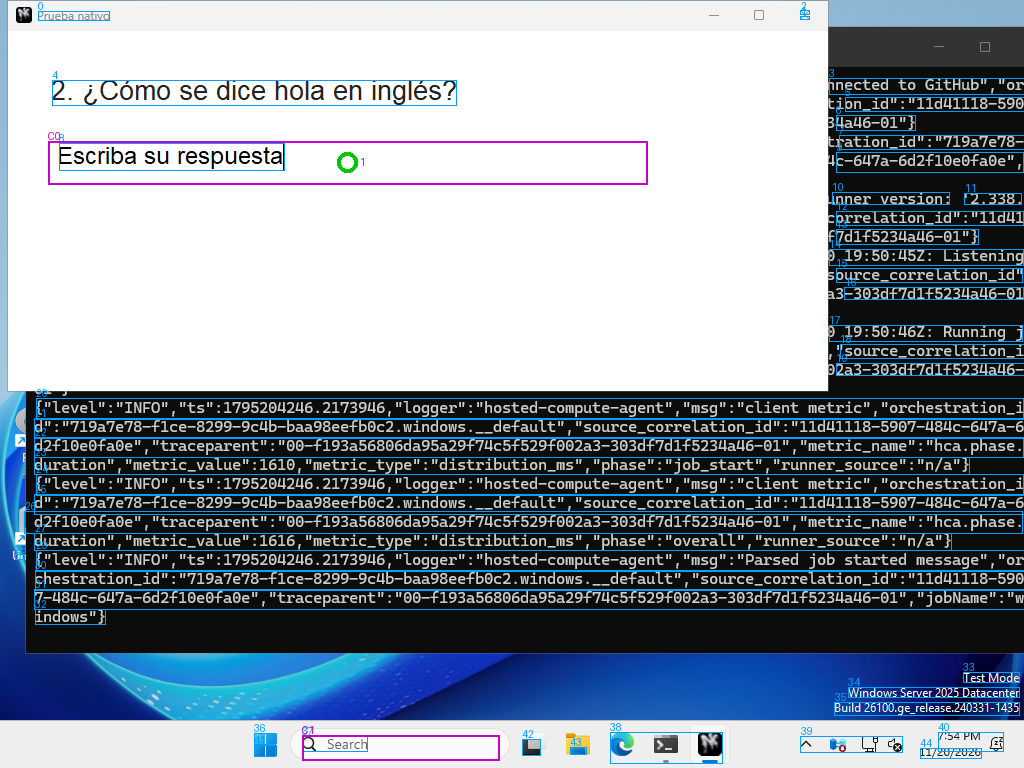 Prueba nativo
2. ¿Cómo se dice hola en inglés?
Escriba su respuesta
nnected to GitHub","or
ion_id":"11d41118-590
34a46-01"}
tration_id":"719a7e78-
4c-647a-6d2f10e0fa0e",
unner version: '2.338.
correlation_id":"11d41
f7d1f5234a46-01"}
0 19:50:45Z: Listening
source_correlation_id"
a3-303df7d1f5234a46-01
0 19:50:46Z: Running j
,"source_correlation_i
02a3-303df7d1f5234a46-
{"level":"INFO","ts":1795204246.2173946,"logger":"hosted-compute-agent","msg":"client metric","orchestration_i
d":"719a7e78-f1ce-8299-9c4b-baa98eefb0c2.windows.__default","source_correlation_id":"11d41118-5907-484c-647a-6
d2f10e0fa0e","traceparent":"00-f193a56806da95a29f74c5f529f002a3-303df7d1f5234a46-01","metric_name":"hca.phase.
duration","metric_value":1610,"metric_type":"distribution_ms","phase":"job_start","runner_source":"n/a"}
{"level":"INFO","ts":1795204246.2173946,"logger":"hosted-compute-agent","msg":"client metric","orchestration_i
d":"719a7e78-f1ce-8299-9c4b-baa98eefb0c2.windows.__default","source_correlation_id":"11d41118-5907-484c-647a-6
d2f10e0fa0e","traceparent":"00-f193a56806da95a29f74c5f529f002a3-303df7d1f5234a46-01","metric_name":"hca.phase.
duration","metric_value":1616,"metric_type":"distribution_ms","phase":"overall","runner_source":"n/a"}
{"level":"INFO","ts":1795204246.2173946,"logger":"hosted-compute-agent","msg":"Parsed job started message","or
chestration_id":"719a7e78-f1ce-8299-9c4b-baa98eefb0c2.windows.__default","source_correlation_id":"11d41118-590
7-484c-647a-6d2f10e0fa0e","traceparent":"00-f193a56806da95a29f74c5f529f002a3-303df7d1f5234a46-01","jobName":"w
indows"}
Test Mode
Windows Server 2025 Datacenter
Build 26100.ge_release.240331-1435
Search
7:54 PM
11/20/2026